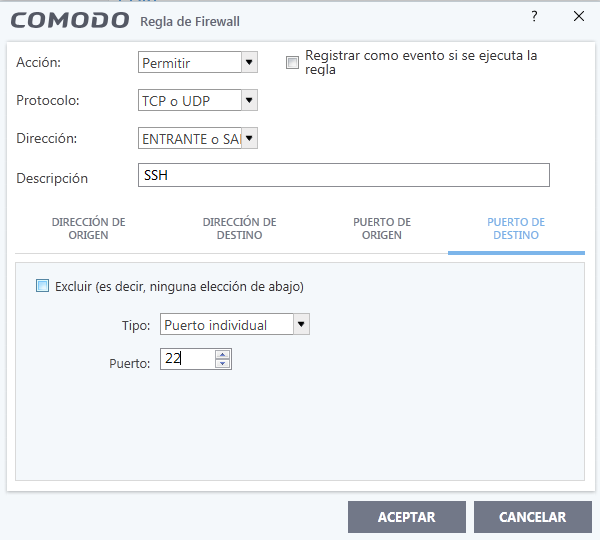 COMODO Regla de Firewall ?
Acción: Permitir Registrar como evento si se ejecuta la
regla
Protocolo: TCP o UDP
Dirección: ENTRANTE o SAI
Descripción SSH
DIRECCIÓN DE DIRECCIÓN DE PUERTO DE PUERTO DE
ORIGEN DESTINO ORIGEN DESTINO
Excluir (es decir, ninguna elección de abajo)
Tipo: Puerto individual
Puerto: 22
ACEPTAR CANCELAR